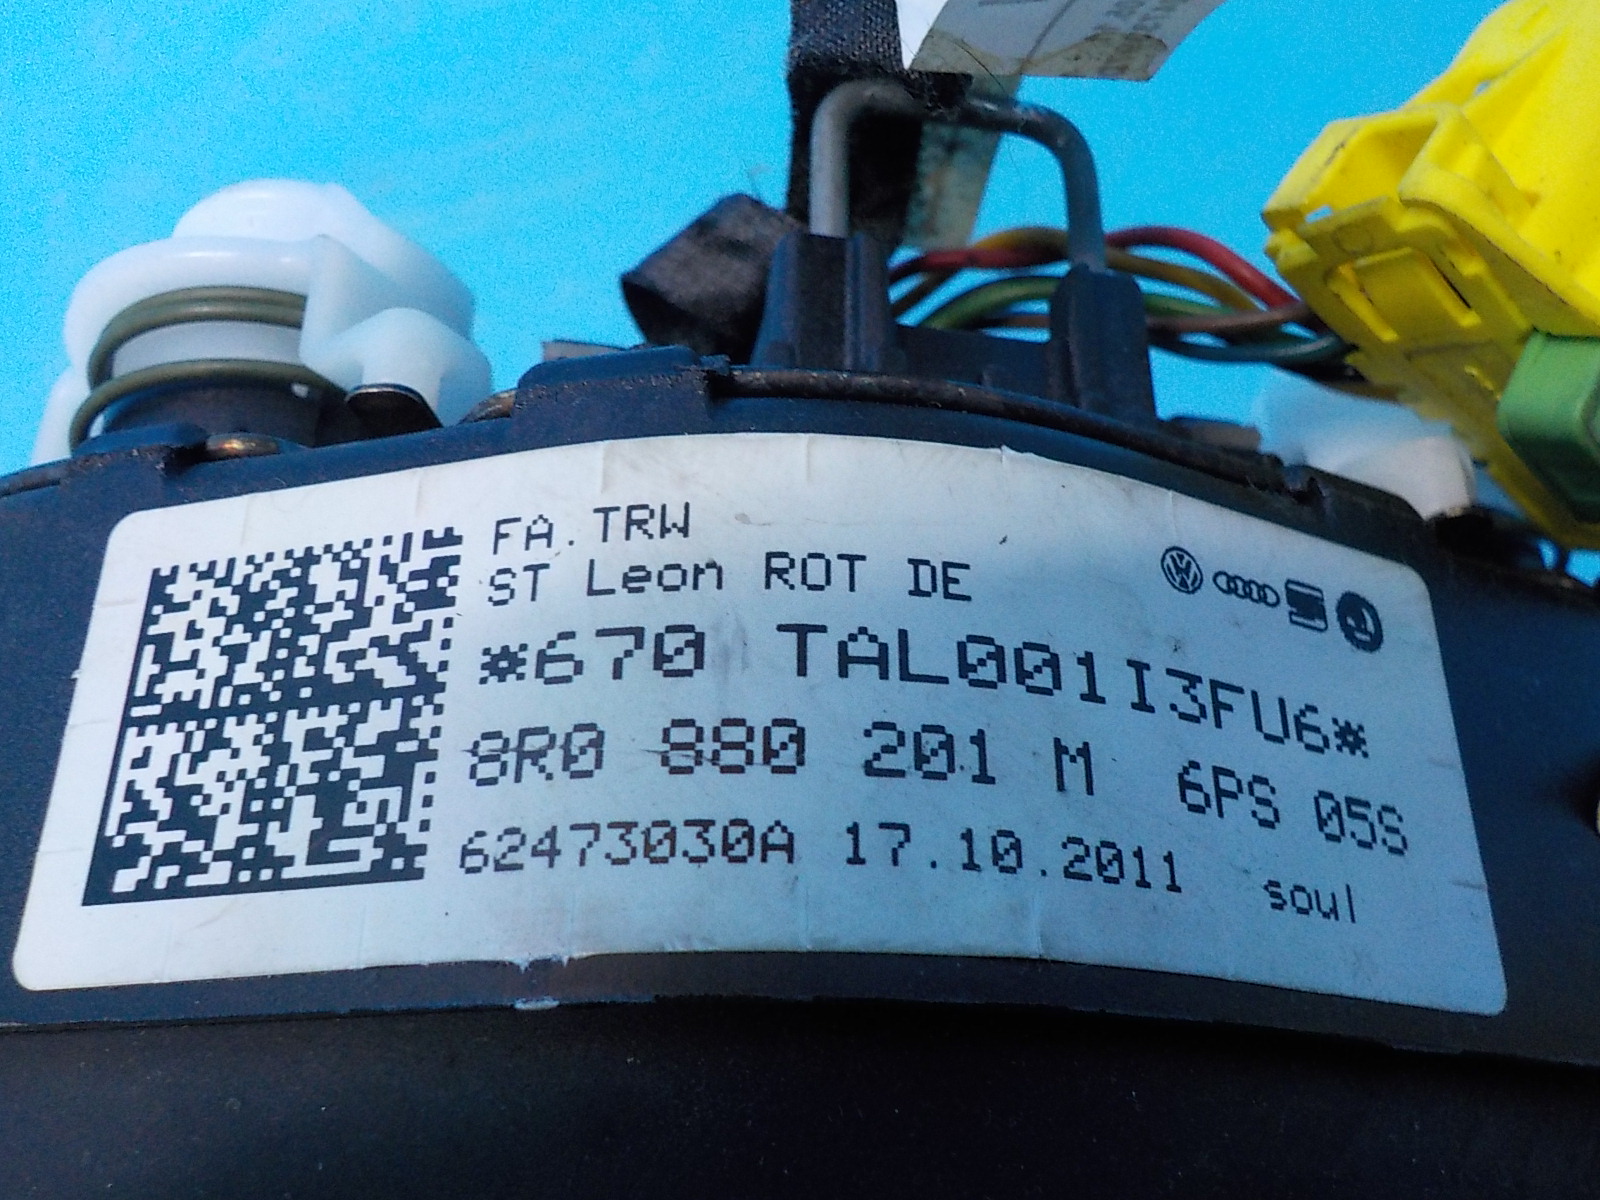 FA.TRW
ST Leon ROT DE
*670 TAL001I3FU6*
8R0 880 201 M 6PS 05S
62473030A 17.10.2011 soul